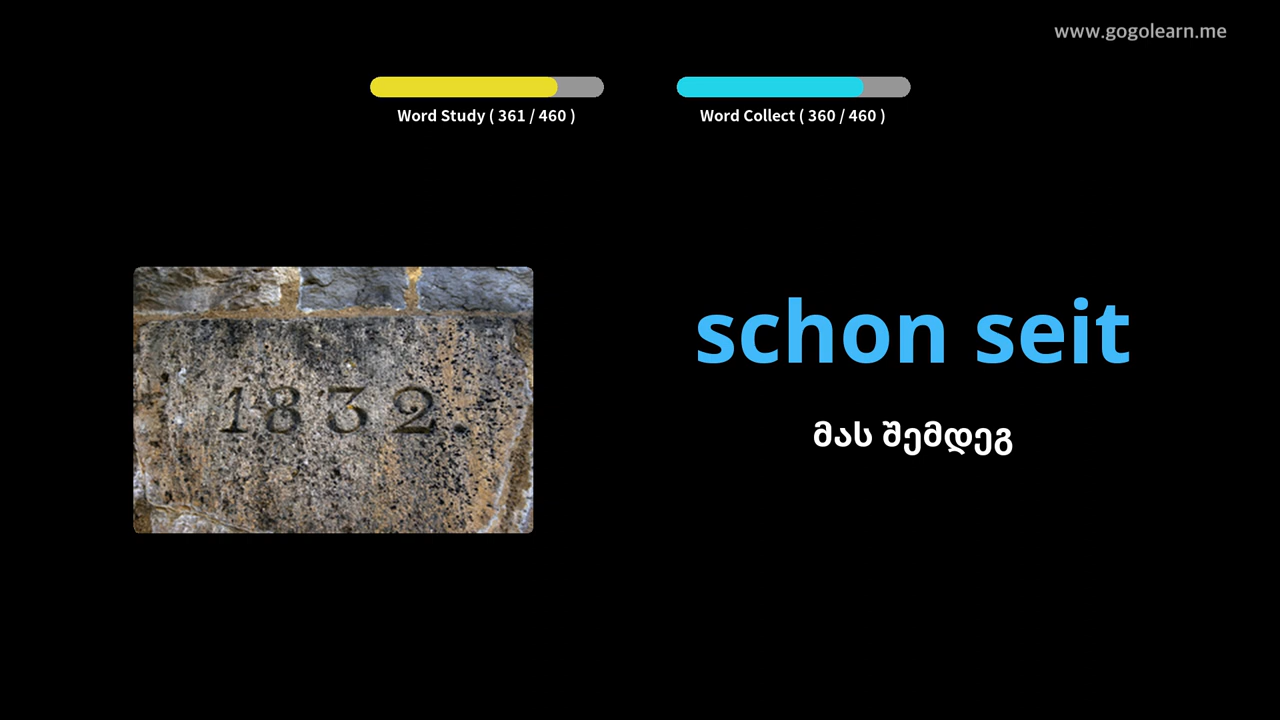 www.gogolearn.me
Word Study ( 361 / 460 )
Word Collect ( 360 / 460 )
1832.
schon seit
მას შემდეგ